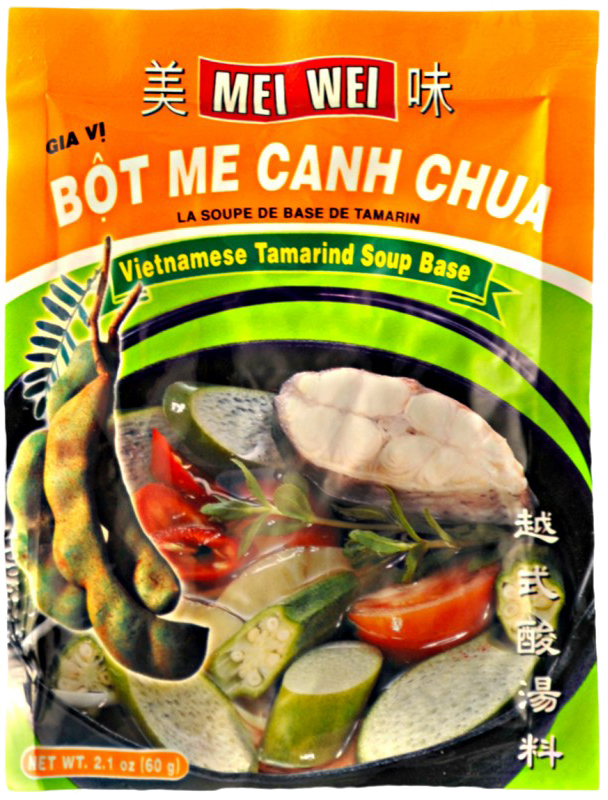 美 MEI WEI 味
GIA VỊ
BỘT ME CANH CHUA
LA SOUPE DE BASE DE TAMARIN
Vietnamese Tamarind Soup Base
越式酸湯料
NET WT. 2.1 oz (60 g)